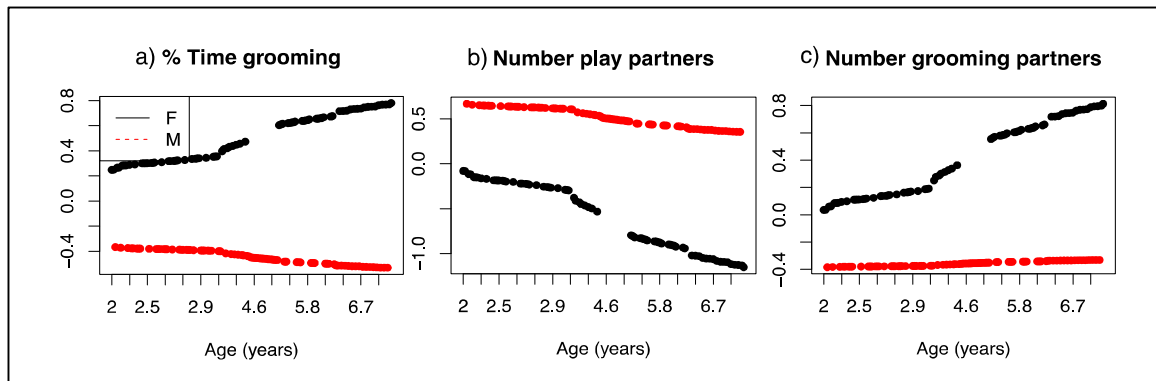 a) % Time grooming
0.8
0.4
0.0
−0.4
F
M
2 2.5 2.9 4.6 5.8 6.7
Age (years)
b) Number play partners
0.5
0.0
−1.0
2 2.5 2.9 4.6 5.8 6.7
Age (years)
c) Number grooming partners
0.8
0.4
0.0
−0.4
2 2.5 2.9 4.6 5.8 6.7
Age (years)